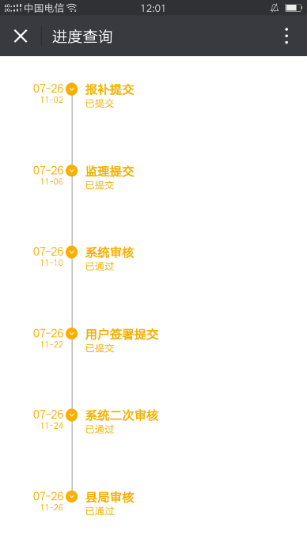 中国电信 12:01
进度查询
07-26 报补提交
11-02 已提交
07-26 监理提交
11-06 已提交
07-26 系统审核
11-10 已通过
07-26 用户签署提交
11-22 已提交
07-26 系统二次审核
11-24 已通过
07-26 县局审核
11-26 已通过